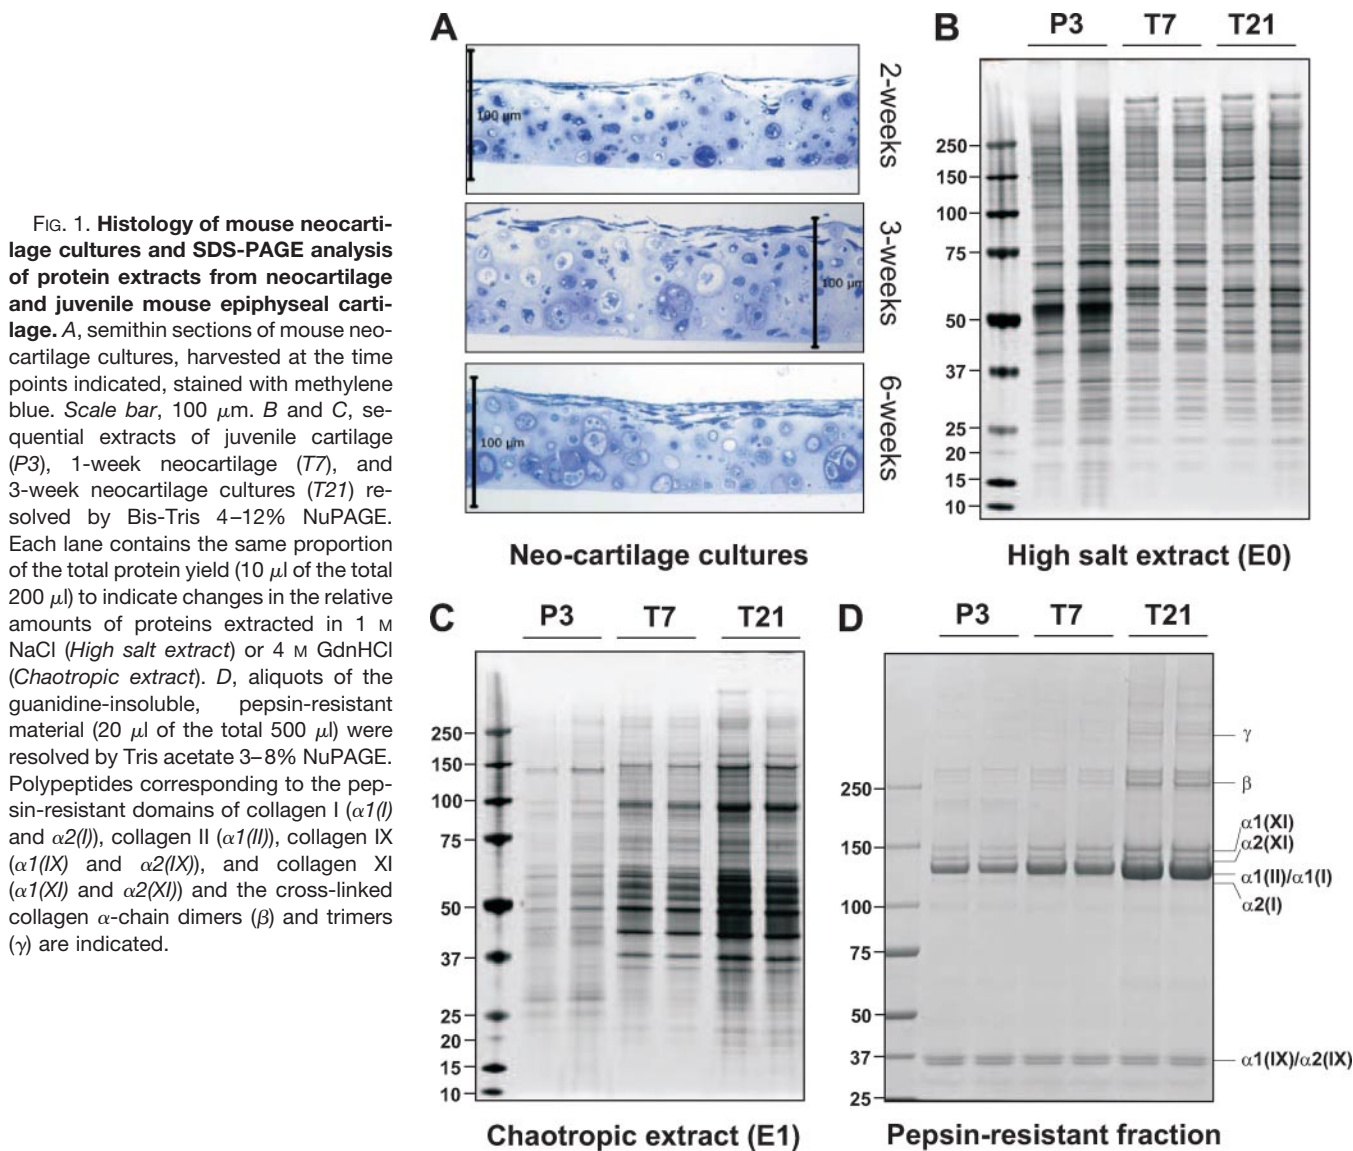 FIG. 1. Histology of mouse neocarti-
lage cultures and SDS-PAGE analysis
of protein extracts from neocartilage
and juvenile mouse epiphyseal carti-
lage. A, semithin sections of mouse neo-
cartilage cultures, harvested at the time
points indicated, stained with methylene
blue. Scale bar, 100 μm. B and C, se-
quential extracts of juvenile cartilage
(P3), 1-week neocartilage (T7), and
3-week neocartilage cultures (T21) re-
solved by Bis-Tris 4–12% NuPAGE.
Each lane contains the same proportion
of the total protein yield (10 μl of the total
200 μl) to indicate changes in the relative
amounts of proteins extracted in 1 M
NaCl (High salt extract) or 4 M GdnHCl
(Chaotropic extract). D, aliquots of the
guanidine-insoluble, pepsin-resistant
material (20 μl of the total 500 μl) were
resolved by Tris acetate 3–8% NuPAGE.
Polypeptides corresponding to the pep-
sin-resistant domains of collagen I (α1(I)
and α2(I)), collagen II (α1(II)), collagen IX
(α1(IX) and α2(IX)), and collagen XI
(α1(XI) and α2(XI)) and the cross-linked
collagen α-chain dimers (β) and trimers
(γ) are indicated.
A
100 μm
2-weeks
100 μm
3-weeks
100 μm
6-weeks
Neo-cartilage cultures
B
P3 T7 T21
250
150
100
75
50
37
25
20
15
10
High salt extract (E0)
C
P3 T7 T21
250
150
100
75
50
37
25
20
15
10
Chaotropic extract (E1)
D
P3 T7 T21
250
150
100
75
50
37
25
γ
β
α1(XI)
α2(XI)
α1(II)/α1(I)
α2(I)
α1(IX)/α2(IX)
Pepsin-resistant fraction